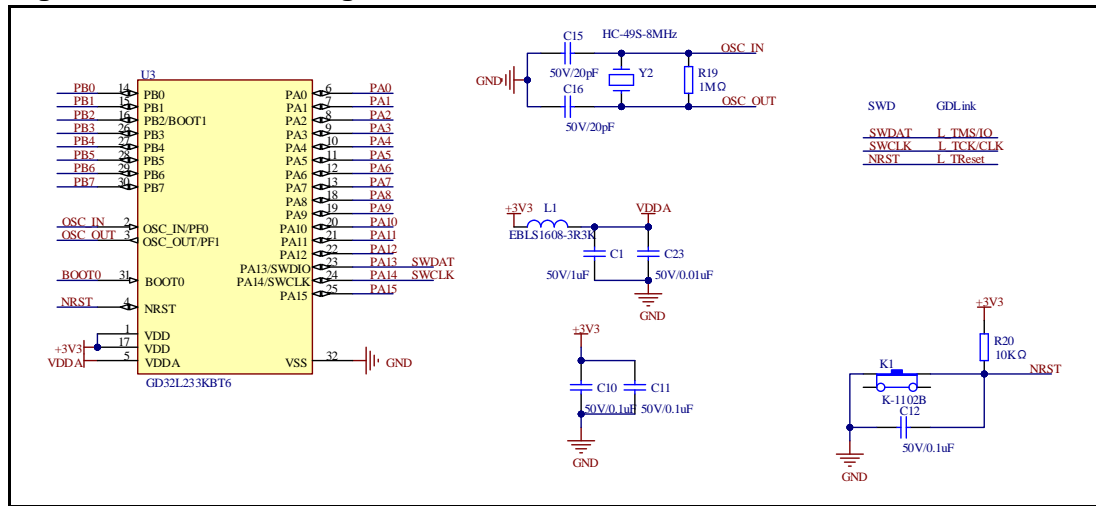 U3
PB0 14 PB0 PA0 6 PA0
PB1 15 PB1 PA1 7 PA1
PB2 16 PB2/BOOT1 PA2 8 PA2
PB3 26 PB3 PA3 9 PA3
PB4 27 PB4 PA4 10 PA4
PB5 28 PB5 PA5 11 PA5
PB6 29 PB6 PA6 12 PA6
PB7 30 PB7 PA7 13 PA7
PA8 18 PA8
PA9 19 PA9
OSC_IN 2 OSC_IN/PF0 PA10 20 PA10
OSC_OUT 3 OSC_OUT/PF1 PA11 21 PA11
PA12 22 PA12
PA13/SWDIO 23 PA13 SWDAT
BOOT0 31 BOOT0 PA14/SWCLK 24 PA14 SWCLK
PA15 25 PA15
NRST 4 NRST
1 VDD
+3V3 17 VDD
VDDA 5 VDDA VSS 32 GND
GD32L233KBT6
C15 HC-49S-8MHz
OSC_IN
50V/20pF
GND Y2 R19
1MΩ
C16
OSC_OUT
50V/20pF
SWD GDLink
SWDAT L_TMS/IO
SWCLK L_TCK/CLK
NRST L_TReset
+3V3 L1 VDDA
EBLS1608-3R3K
C1 C23
50V/1uF 50V/0.01uF
GND
+3V3
C10 C11
50V/0.1uF 50V/0.1uF
GND
+3V3
R20
10KΩ
K1 NRST
K-1102B
C12
50V/0.1uF
GND